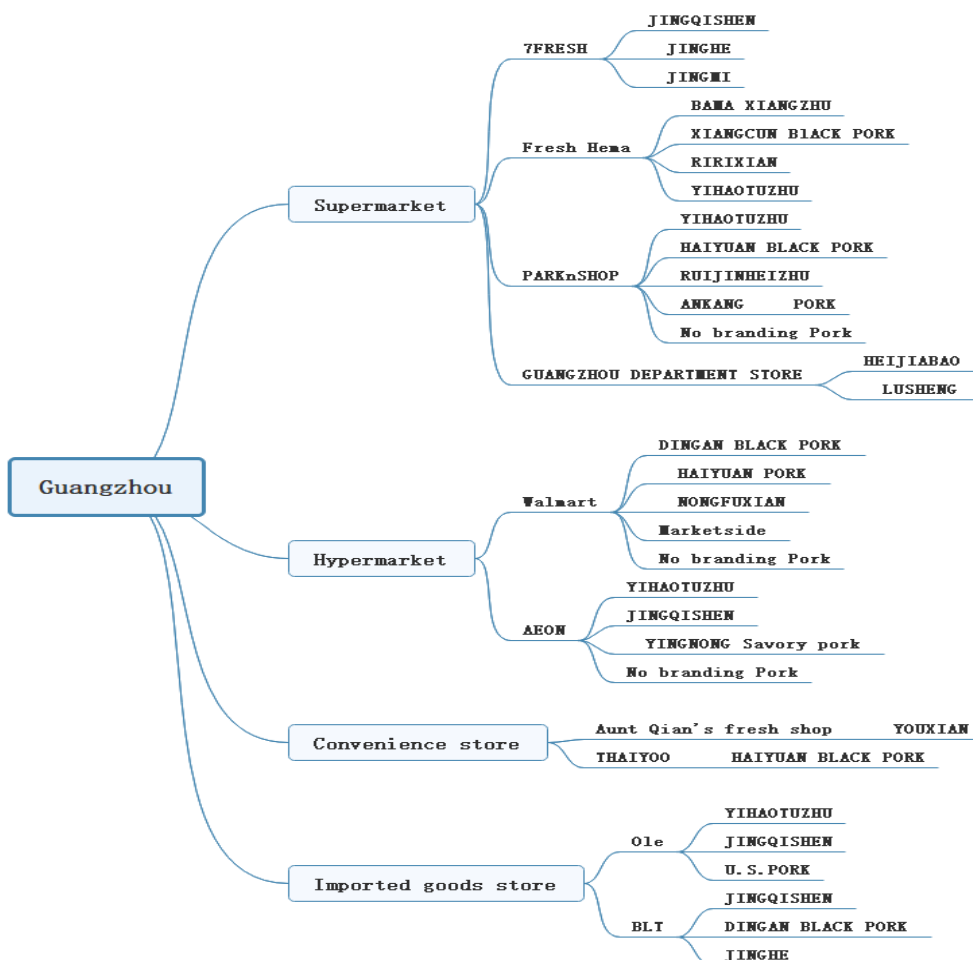 Guangzhou
Supermarket
7FRESH
JINGQISHEN
JINGHE
JINGMI
Fresh Hema
BAMA XIANGZHU
XIANGCUN BlACK PORK
RIRIXIAN
YIHAOTUZHU
PARKnSHOP
YIHAOTUZHU
HAIYUAN BLACK PORK
RUIJINHEIZHU
ANKANG PORK
No branding Pork
GUANGZHOU DEPARTMENT STORE
HEIJIABAO
LUSHENG
Hypermarket
Walmart
DINGAN BLACK PORK
HAIYUAN PORK
NONGFUXIAN
Marketside
No branding Pork
AEON
YIHAOTUZHU
JINGQISHEN
YINGNONG Savory pork
No branding Pork
Convenience store
Aunt Qian's fresh shop YOUXIAN
THAIYOO HAIYUAN BLACK PORK
Imported goods store
Ole
YIHAOTUZHU
JINGQISHEN
U.S.PORK
BLT
JINGQISHEN
DINGAN BLACK PORK
JINGHE